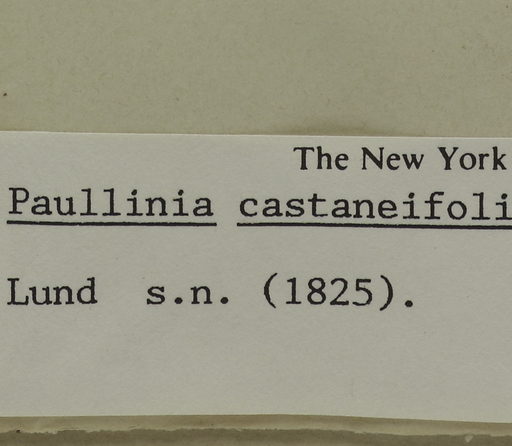 The New York
Paullinia castaneifoli
Lund s.n. (1825).